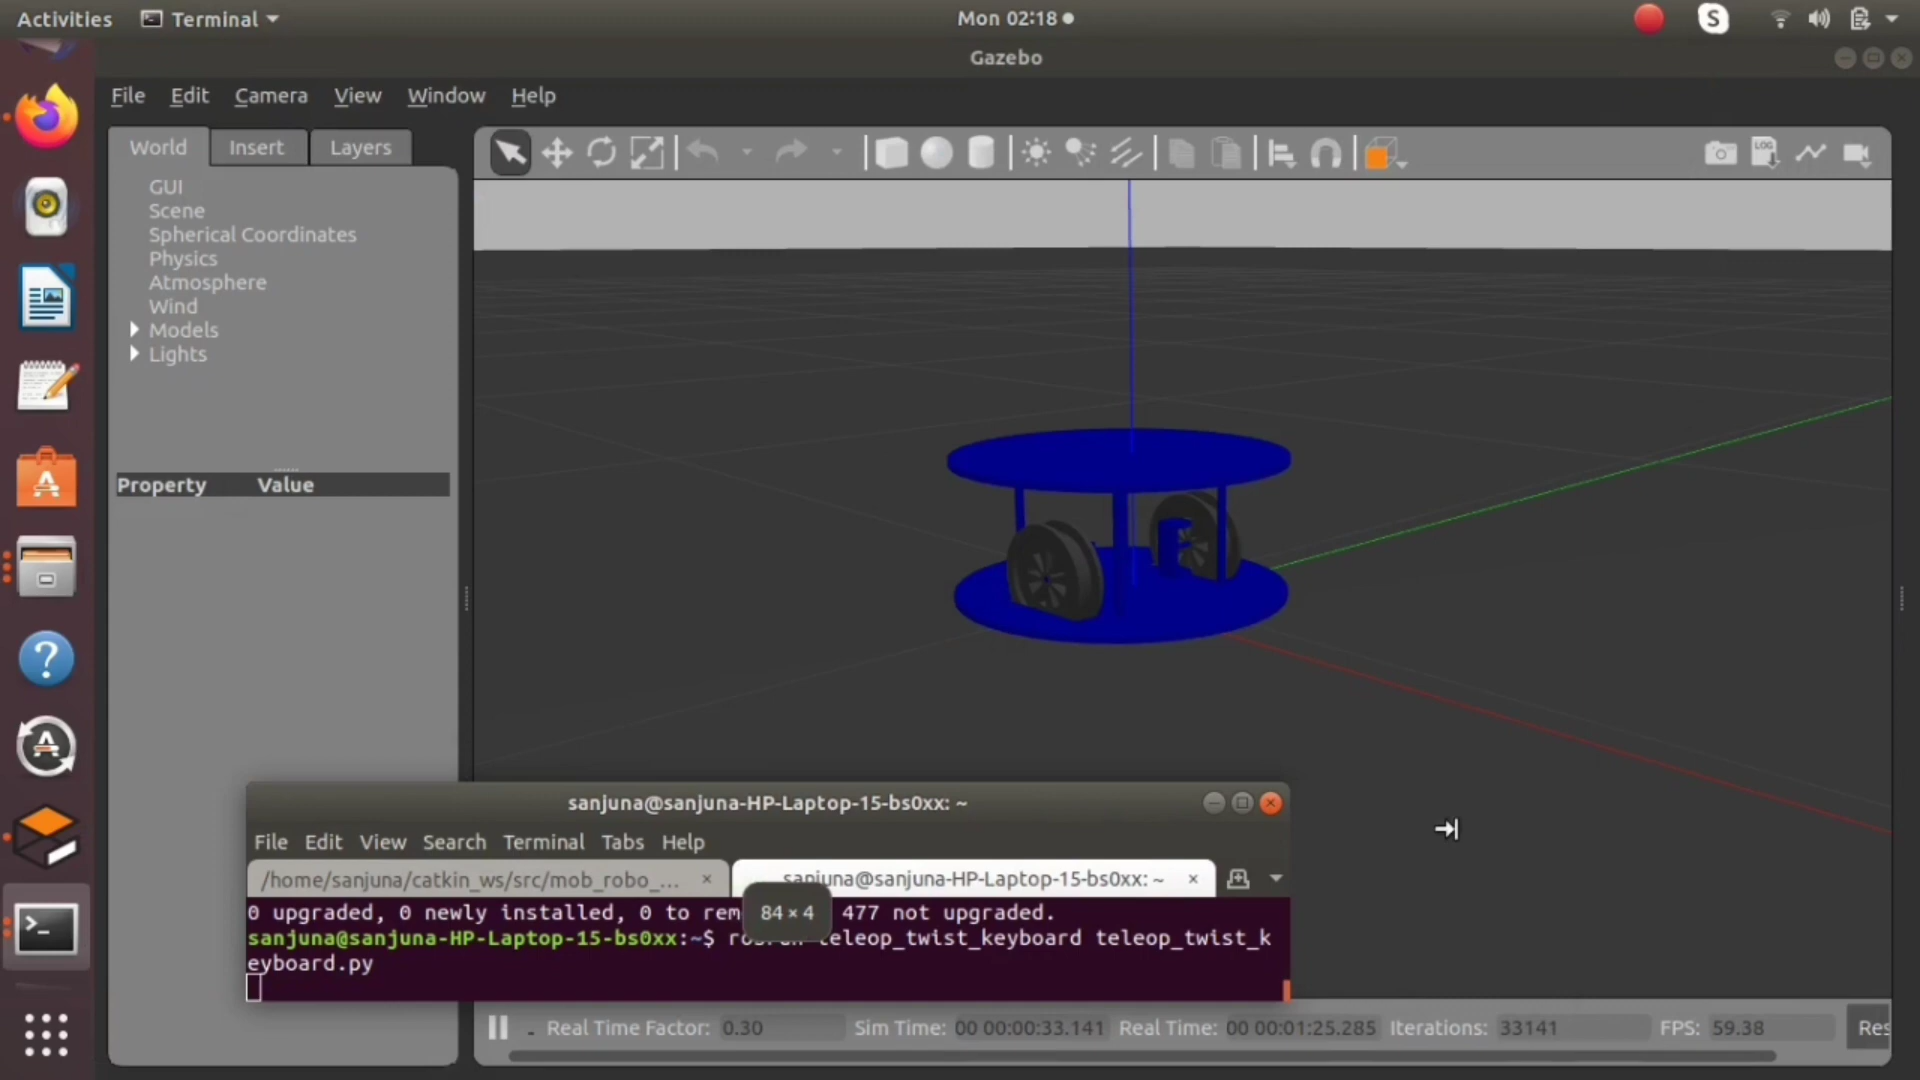 Activities Terminal Mon 02:18 S
Gazebo
File Edit Camera View Window Help
World Insert Layers
LOG
GUI
Scene
Spherical Coordinates
Physics
Atmosphere
Wind
Models
Lights
Property Value
sanjuna@sanjuna-HP-Laptop-15-bs0xx: ~
File Edit View Search Terminal Tabs Help
/home/sanjuna/catkin_ws/src/mob_robo_... × sanjuna@sanjuna-HP-Laptop-15-bs0xx: ~ ×
0 upgraded, 0 newly installed, 0 to rem 84 × 4 477 not upgraded.
sanjuna@sanjuna-HP-Laptop-15-bs0xx:~$ teleop_twist_keyboard teleop_twist_k
eyboard.py
Real Time Factor: 0.30 Sim Time: 00 00:00:33.141 Real Time: 00 00:01:25.285 Iterations: 33141 FPS: 59.38 Res